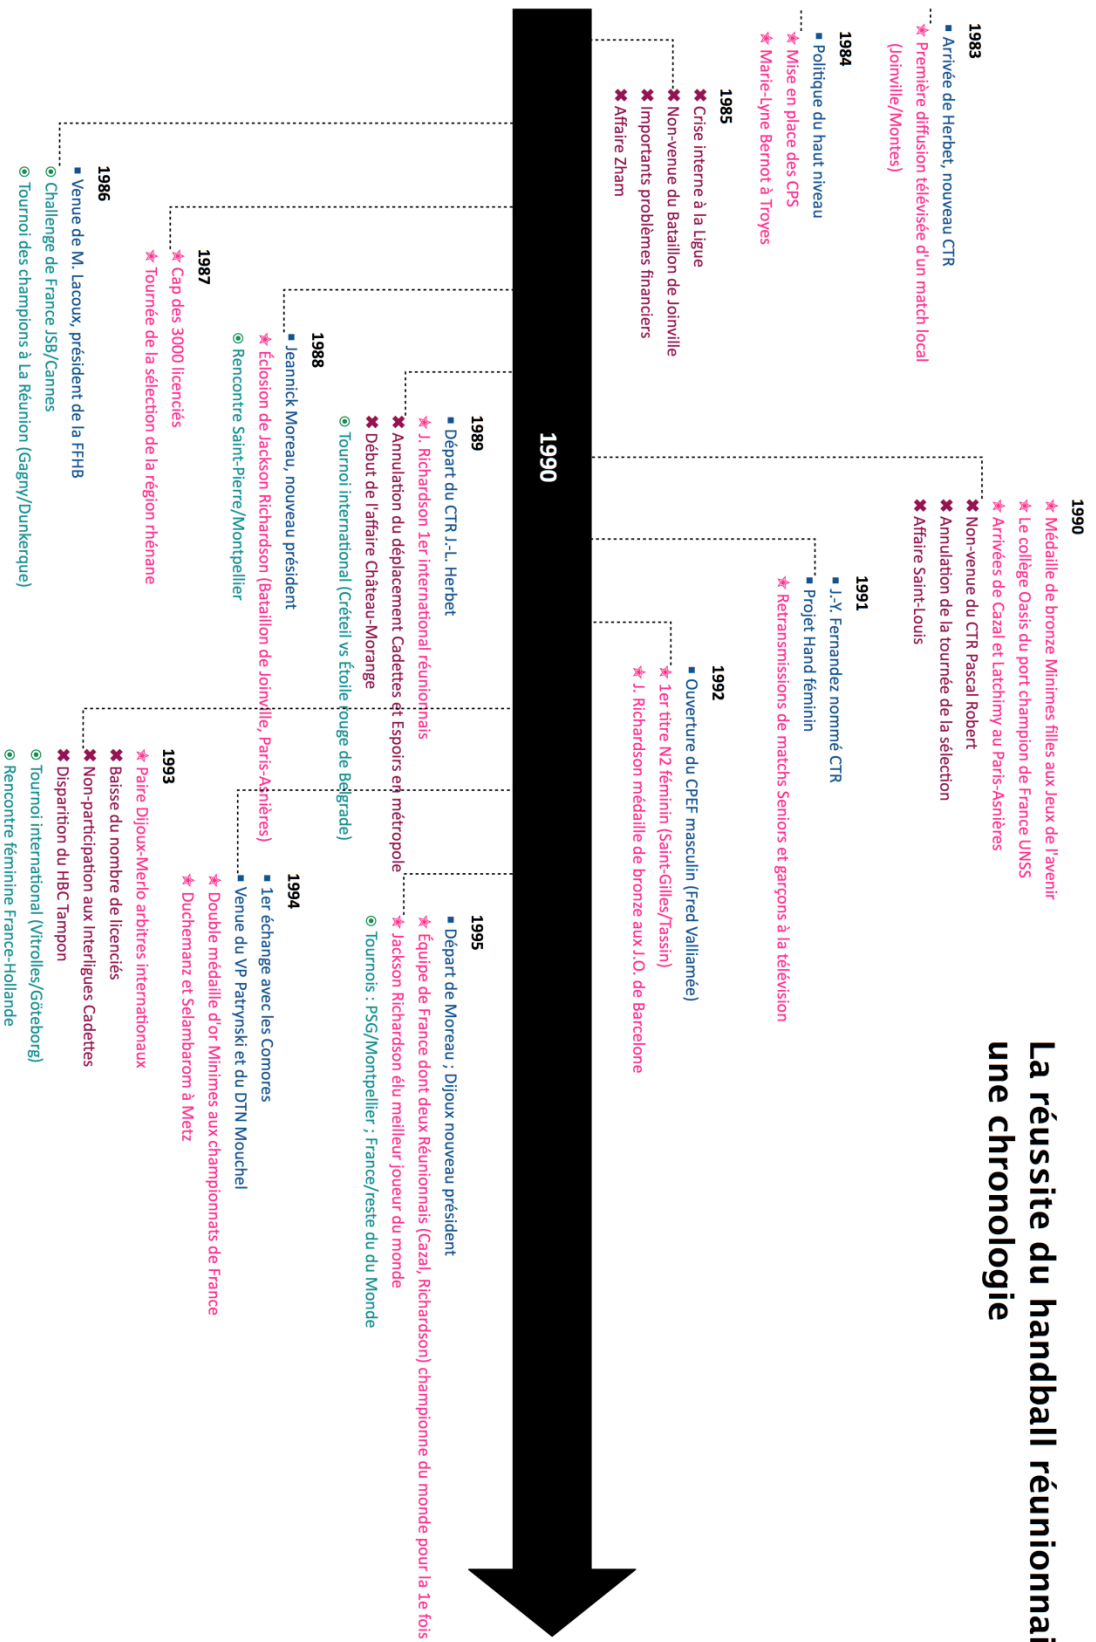 La réussite du handball réunionnai
une chronologie
1983
Arrivée de Herbet, nouveau CTR
Première diffusion télévisée d'un match local
(Joinville/Montes)
1984
Politique du haut niveau
Mise en place des CPS
Marie-Lyne Bernot à Troyes
1985
Crise interne à la Ligue
Non-venue du Bataillon de Joinville
Importants problèmes financiers
Affaire Zham
1990
Médaille de bronze Minimes filles aux Jeux de l'avenir
Le collège Oasis du port champion de France UNSS
Arrivées de Cazal et Latchimy au Paris-Asnières
Non-venue du CTR Pascal Robert
Annulation de la tournée de la sélection
Affaire Saint-Louis
1991
J.-Y. Fernandez nommé CTR
Projet Hand féminin
Retransmissions de matchs Seniors et garçons à la télévision
1992
Ouverture du CPEF masculin (Fred Valliamée)
1er titre N2 féminin (Saint-Gilles/Tassin)
J. Richardson médaille de bronze aux J.O. de Barcelone
1990
1986
Venue de M. Lacoux, président de la FFHB
Challenge de France JSB/Cannes
Tournoi des champions à La Réunion (Gagny/Dunkerque)
1987
Cap des 3000 licenciés
Tournée de la sélection de la région rhénane
1988
Jeannick Moreau, nouveau président
Éclosion de Jackson Richardson (Bataillon de Joinville, Paris-Asnières)
Rencontre Saint-Pierre/Montpellier
1989
Départ du CTR J.-L. Herbet
J. Richardson 1er international réunionnais
Annulation du déplacement Cadettes et Espoirs en métropole
Début de l'affaire Château-Morange
Tournoi international (Créteil vs Étoile rouge de Belgrade)
1993
Paire Dijoux-Merlo arbitres internationaux
Baisse du nombre de licenciés
Non-participation aux Interligues Cadettes
Disparition du HBC Tampon
Tournoi international (Vitrolles/Göteborg)
Rencontre féminine France-Hollande
1994
1er échange avec les Comores
Venue du VP Patrynski et du DTN Mouchel
Double médaille d'or Minimes aux championnats de France
Duchemanz et Selambarom à Metz
1995
Départ de Moreau ; Dijoux nouveau président
Équipe de France dont deux Réunionnais (Cazal, Richardson) championne du monde pour la 1e fois
Jackson Richardson élu meilleur joueur du monde
Tournois : PSG/Montpellier ; France/reste du du Monde